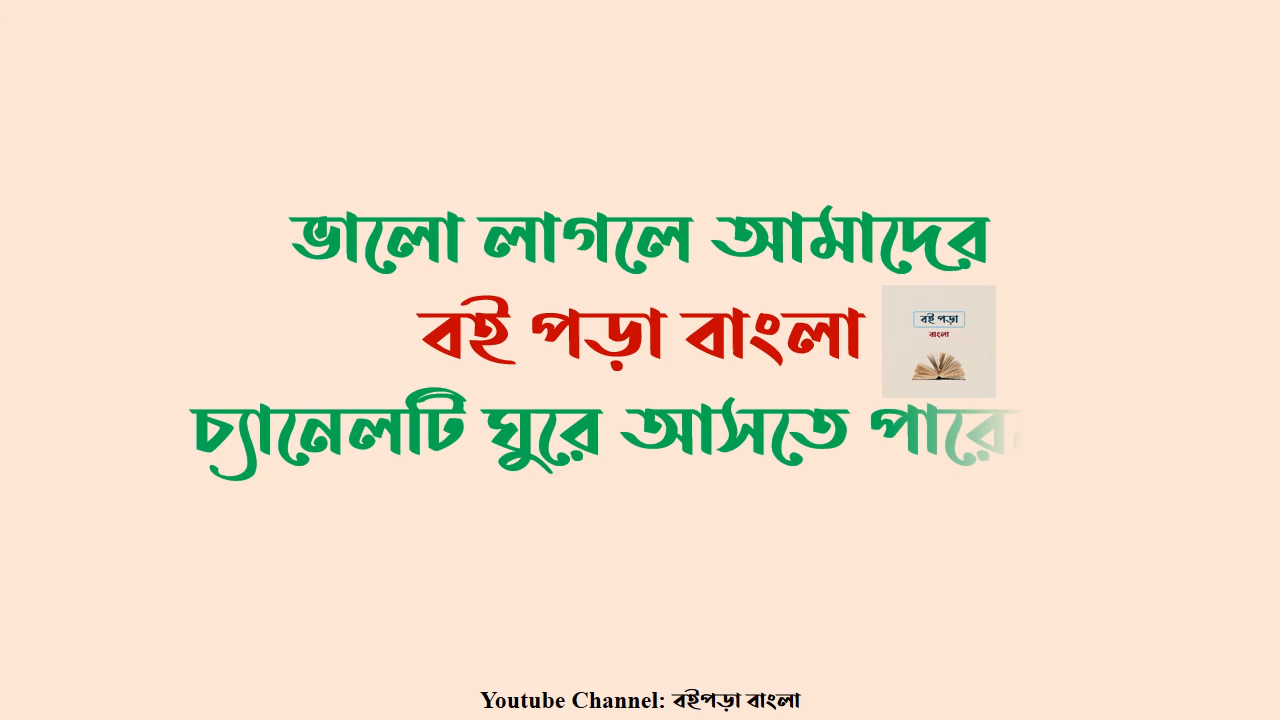 ভালো লাগলে আমাদের
বই পড়া বাংলা
বই পড়া
বাংলা
চ্যানেলটি ঘুরে আসতে
Youtube Channel: বইপড়া বাংলা